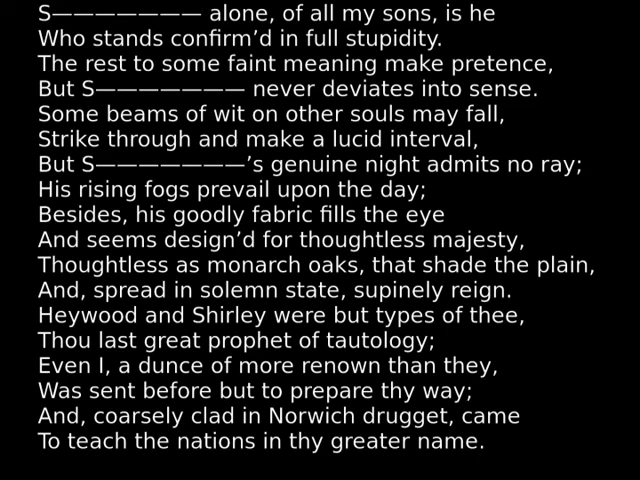 S——————— alone, of all my sons, is he
Who stands confirm’d in full stupidity.
The rest to some faint meaning make pretence,
But S——————— never deviates into sense.
Some beams of wit on other souls may fall,
Strike through and make a lucid interval,
But S———————’s genuine night admits no ray;
His rising fogs prevail upon the day;
Besides, his goodly fabric fills the eye
And seems design’d for thoughtless majesty,
Thoughtless as monarch oaks, that shade the plain,
And, spread in solemn state, supinely reign.
Heywood and Shirley were but types of thee,
Thou last great prophet of tautology;
Even I, a dunce of more renown than they,
Was sent before but to prepare thy way;
And, coarsely clad in Norwich drugget, came
To teach the nations in thy greater name.